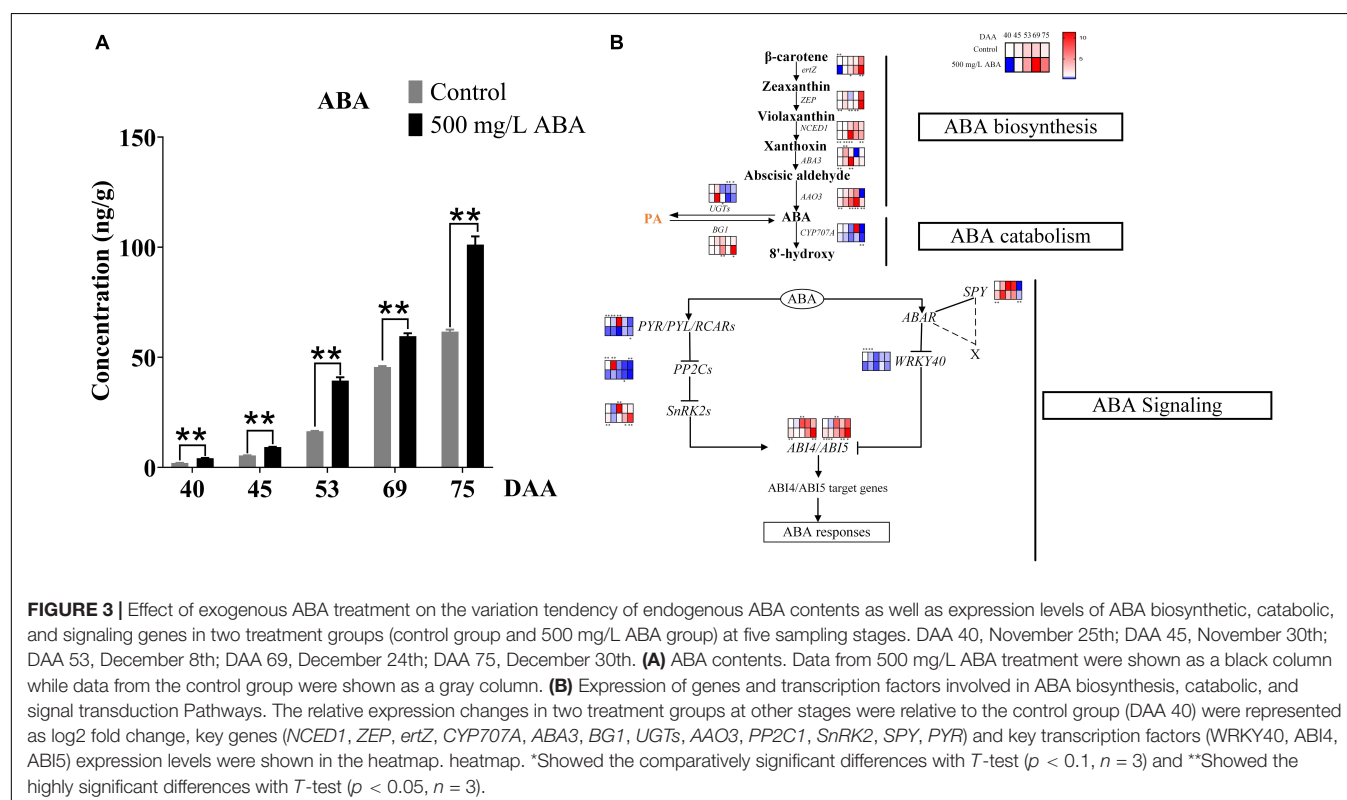 A
ABA
Control
500 mg/L ABA
Concentration (ng/g)
150
100
50
0
**
**
**
**
**
40 45 53 69 75 DAA
B
DAA 40 45 53 69 75
Control
500 mg/L ABA
10
5
β-carotene
ertZ
Zeaxanthin
ZEP
Violaxanthin
NCED1
Xanthoxin
ABA3
Abscisic aldehyde
AAO3
UGTs
PA
ABA
BG1
CYP707A
8'-hydroxy
ABA biosynthesis
ABA catabolism
ABA
SPY
PYR/PYL/RCARs
ABAR
X
PP2Cs
WRKY40
SnRK2s
ABI4/ABI5
ABI4/ABI5 target genes
ABA responses
ABA Signaling
FIGURE 3 | Effect of exogenous ABA treatment on the variation tendency of endogenous ABA contents as well as expression levels of ABA biosynthetic, catabolic,
and signaling genes in two treatment groups (control group and 500 mg/L ABA group) at five sampling stages. DAA 40, November 25th; DAA 45, November 30th;
DAA 53, December 8th; DAA 69, December 24th; DAA 75, December 30th. (A) ABA contents. Data from 500 mg/L ABA treatment were shown as a black column
while data from the control group were shown as a gray column. (B) Expression of genes and transcription factors involved in ABA biosynthesis, catabolic, and
signal transduction Pathways. The relative expression changes in two treatment groups at other stages were relative to the control group (DAA 40) were represented
as log2 fold change, key genes (NCED1, ZEP, ertZ, CYP707A, ABA3, BG1, UGTs, AAO3, PP2C1, SnRK2, SPY, PYR) and key transcription factors (WRKY40, ABI4,
ABI5) expression levels were shown in the heatmap. heatmap. *Showed the comparatively significant differences with T-test (p < 0.1, n = 3) and **Showed the
highly significant differences with T-test (p < 0.05, n = 3).